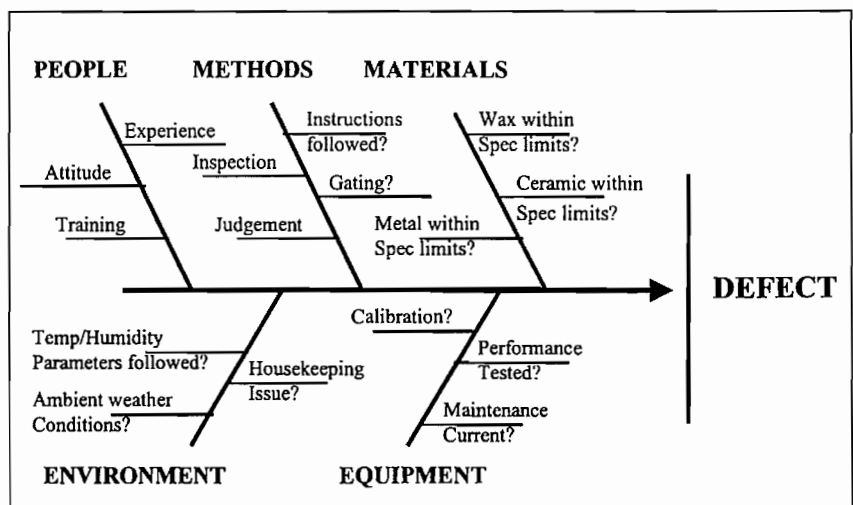 PEOPLE
METHODS
MATERIALS
Experience
Attitude
Training
Instructions
followed?
Inspection
Gating?
Judgement
Wax within
Spec limits?
Ceramic within
Spec limits?
Metal within
Spec limits?
DEFECT
Temp/Humidity
Parameters followed?
Housekeeping
Issue?
Ambient weather
Conditions?
Calibration?
Performance
Tested?
Maintenance
Current?
ENVIRONMENT
EQUIPMENT